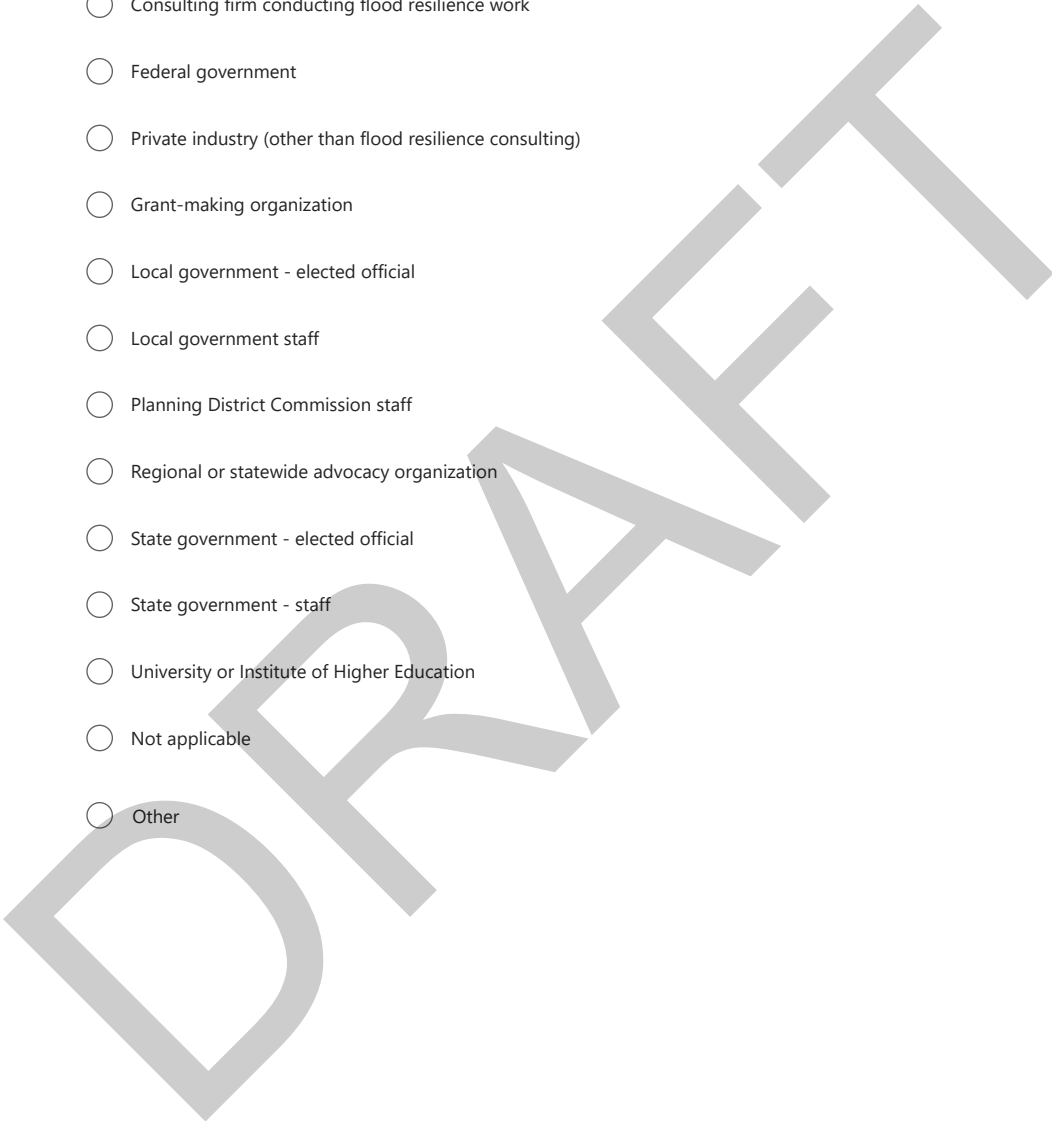 Consulting firm conducting flood resilience work
Federal government
Private industry (other than flood resilience consulting)
Grant-making organization
Local government - elected official
Local government staff
Planning District Commission staff
Regional or statewide advocacy organization
State government - elected official
State government - staff
University or Institute of Higher Education
Not applicable
Other
DRAFT